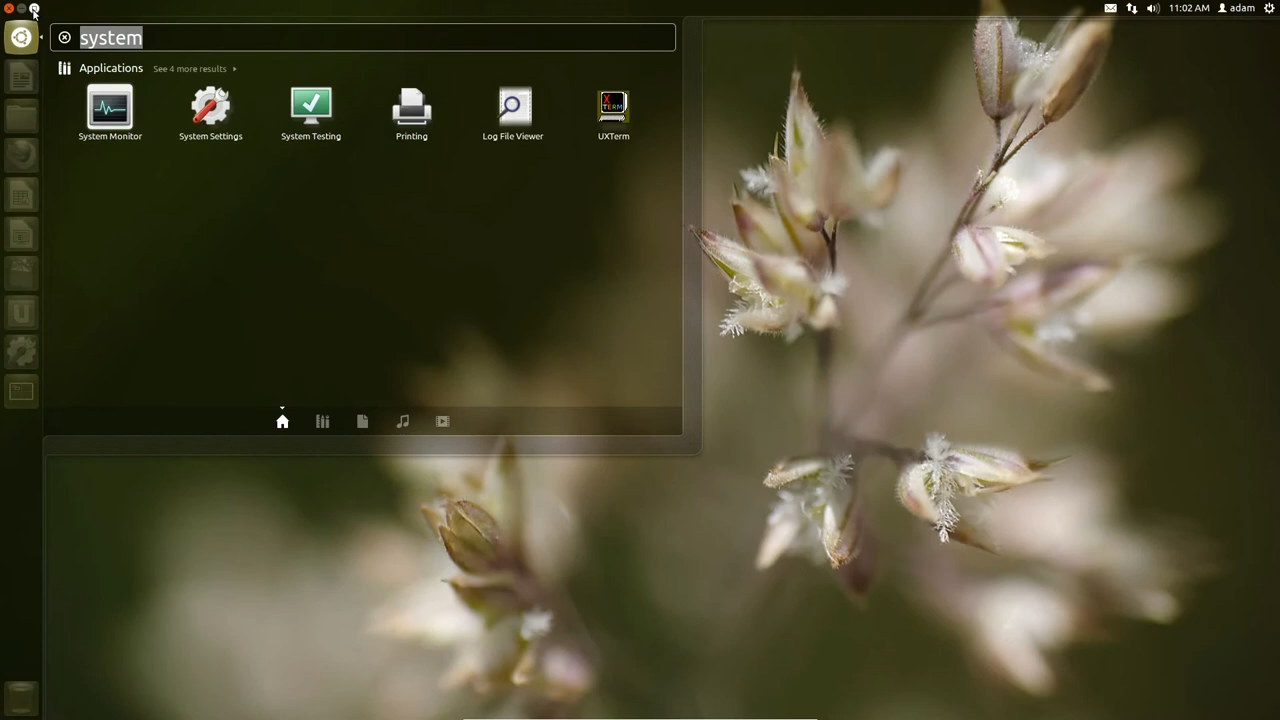 11:02 AM adam
system
Applications See 4 more results
System Monitor System Settings System Testing Printing Log File Viewer UXTerm